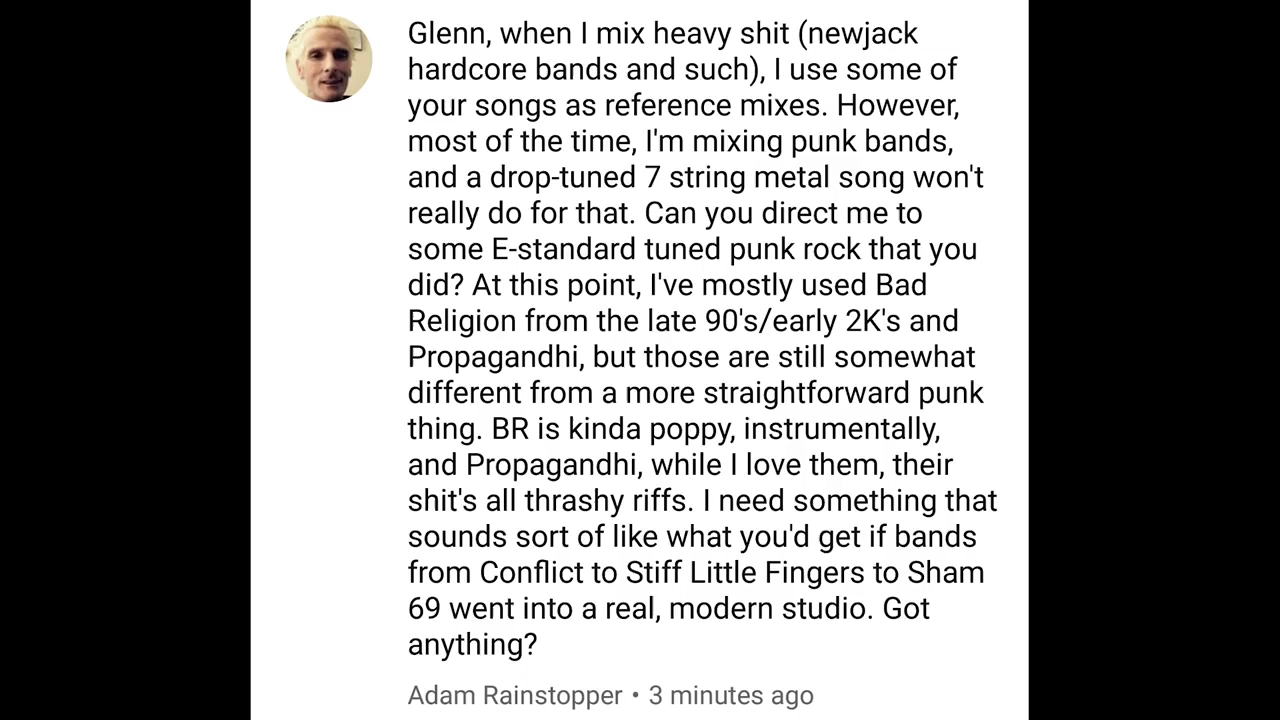 Glenn, when I mix heavy shit (newjack
hardcore bands and such), I use some of
your songs as reference mixes. However,
most of the time, I'm mixing punk bands,
and a drop-tuned 7 string metal song won't
really do for that. Can you direct me to
some E-standard tuned punk rock that you
did? At this point, I've mostly used Bad
Religion from the late 90's/early 2K's and
Propagandhi, but those are still somewhat
different from a more straightforward punk
thing. BR is kinda poppy, instrumentally,
and Propagandhi, while I love them, their
shit's all thrashy riffs. I need something that
sounds sort of like what you'd get if bands
from Conflict to Stiff Little Fingers to Sham
69 went into a real, modern studio. Got
anything?
Adam Rainstopper • 3 minutes ago